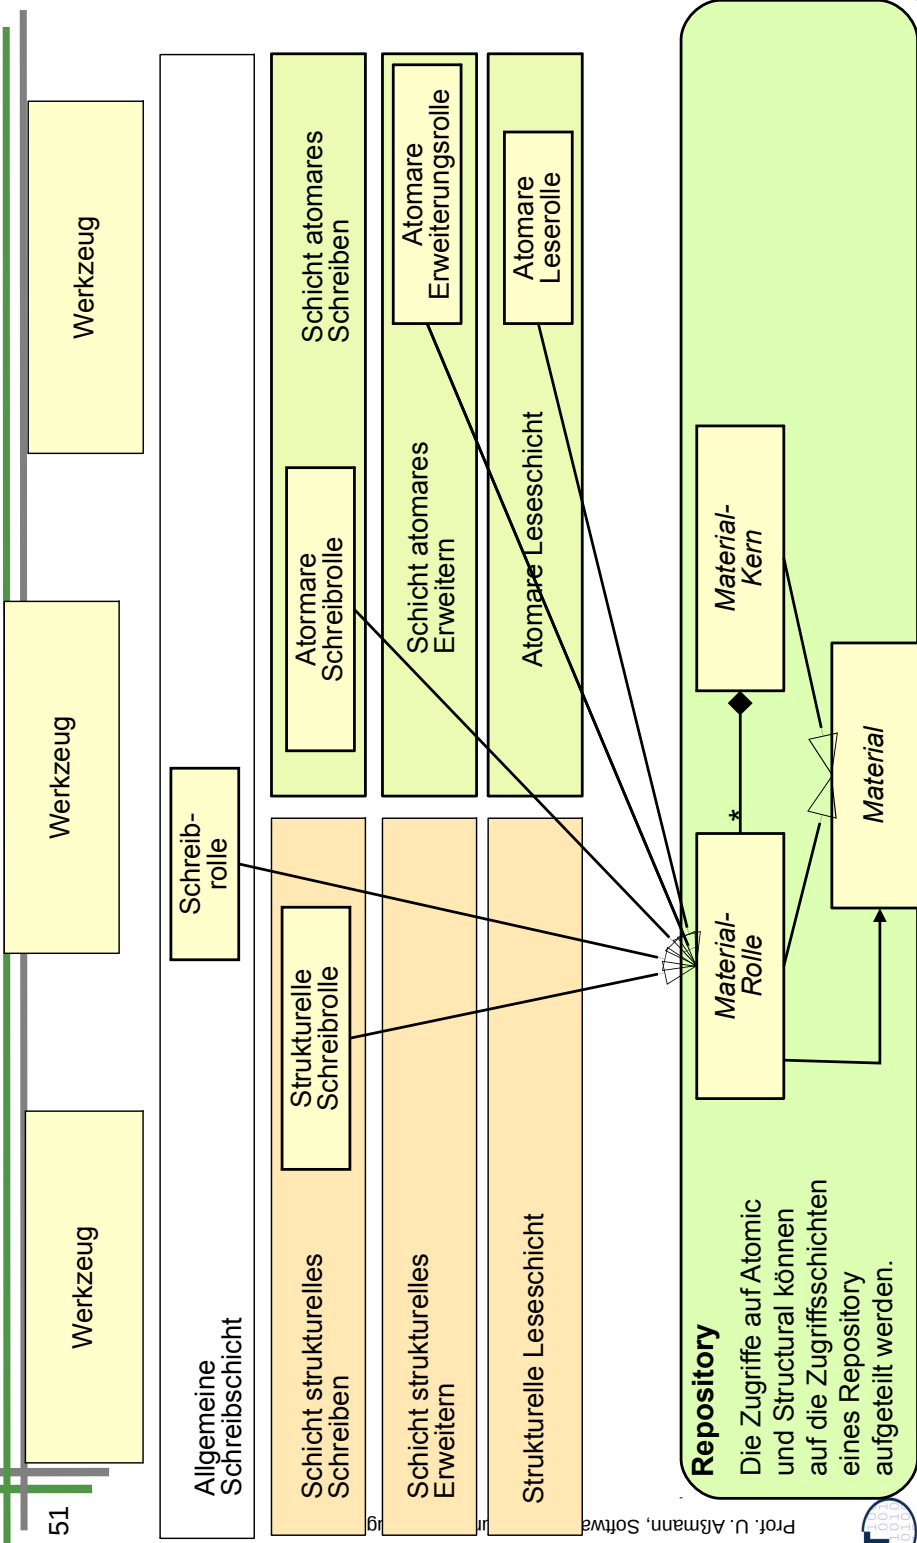 51
Werkzeug
Werkzeug
Werkzeug
Allgemeine
Schreibschicht
Schreib-
rolle
Schicht strukturelles
Schreiben
Strukturelle
Schreibrolle
Atormare
Schreibrolle
Schicht atomares
Schreiben
Schicht strukturelles
Erweitern
Schicht atomares
Erweitern
Atomare
Erweiterungsrolle
Strukturelle Leseschicht
Atomare Leseschicht
Atomare
Leserolle
Repository
Die Zugriffe auf Atomic
und Structural können
auf die Zugriffsschichten
eines Repository
aufgeteilt werden.
Material-
Rolle
*
Material-
Kern
Material
Prof. U. Aßmann, Softwa